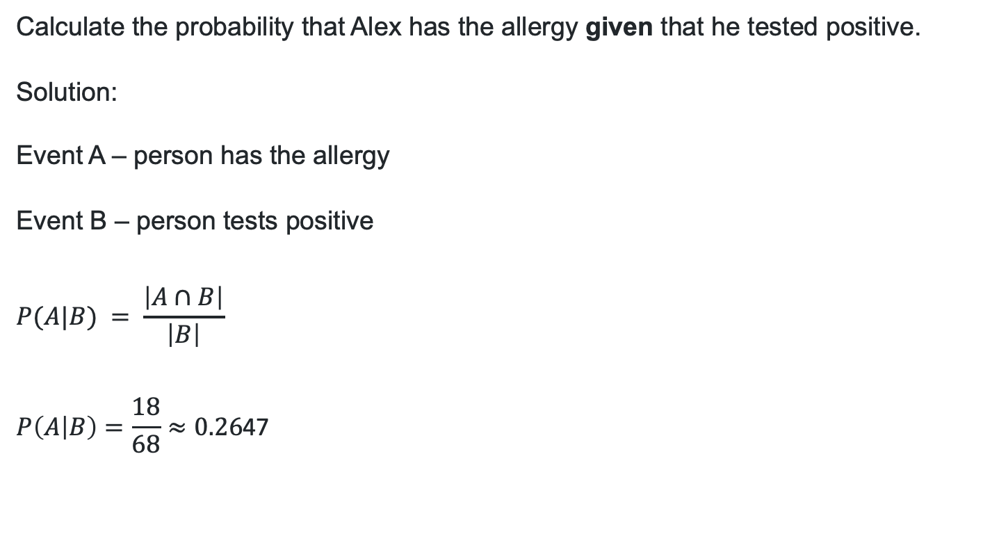 Calculate the probability that Alex has the allergy given that he tested positive.
Solution:
Event A – person has the allergy
Event B – person tests positive
P(A|B) = |A ∩ B| / |B|
P(A|B) = 18 / 68 ≈ 0.2647